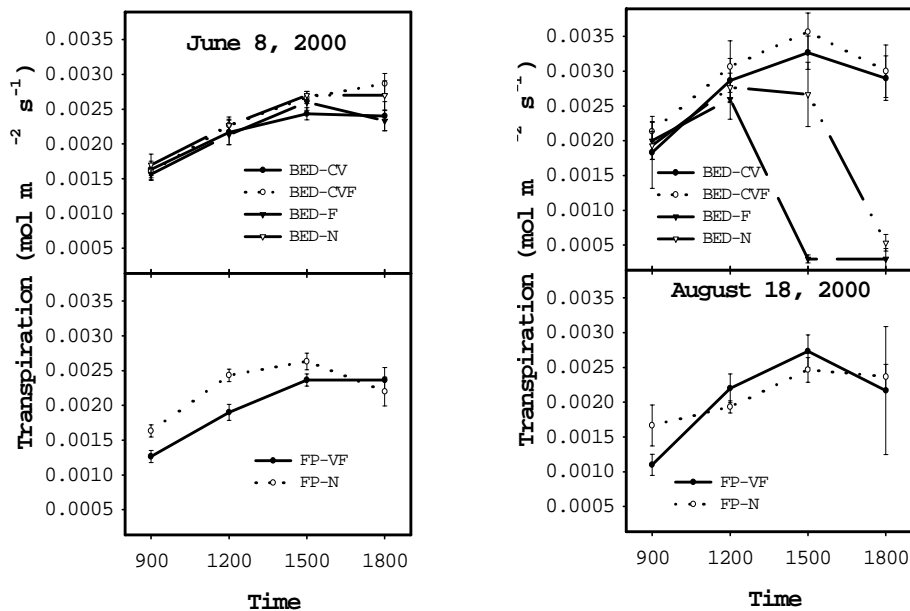 0.0035
0.0030
0.0025
0.0020
0.0015
0.0010
0.0005
June 8, 2000
BED-CV
BED-CVF
BED-F
BED-N
0.0035
0.0030
0.0025
0.0020
0.0015
0.0010
0.0005
FP-VF
FP-N
900 1200 1500 1800
Time
Transpiration (mol m⁻² s⁻¹)
0.0035
0.0030
0.0025
0.0020
0.0015
0.0010
0.0005
BED-CV
BED-CVF
BED-F
BED-N
August 18, 2000
0.0035
0.0030
0.0025
0.0020
0.0015
0.0010
0.0005
FP-VF
FP-N
900 1200 1500 1800
Time
Transpiration (mol m⁻² s